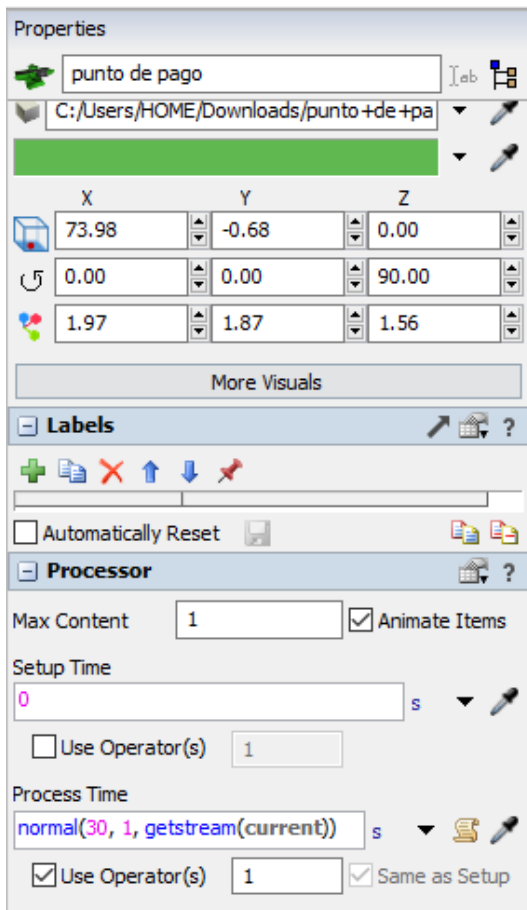 Properties
punto de pago
C:/Users/HOME/Downloads/punto+de+pa
X Y Z
73.98 -0.68 0.00
0.00 0.00 90.00
1.97 1.87 1.56
More Visuals
Labels ?
Automatically Reset
Processor ?
Max Content 1 Animate Items
Setup Time
0 s
Use Operator(s) 1
Process Time
normal(30, 1, getstream(current)) s
Use Operator(s) 1 Same as Setup